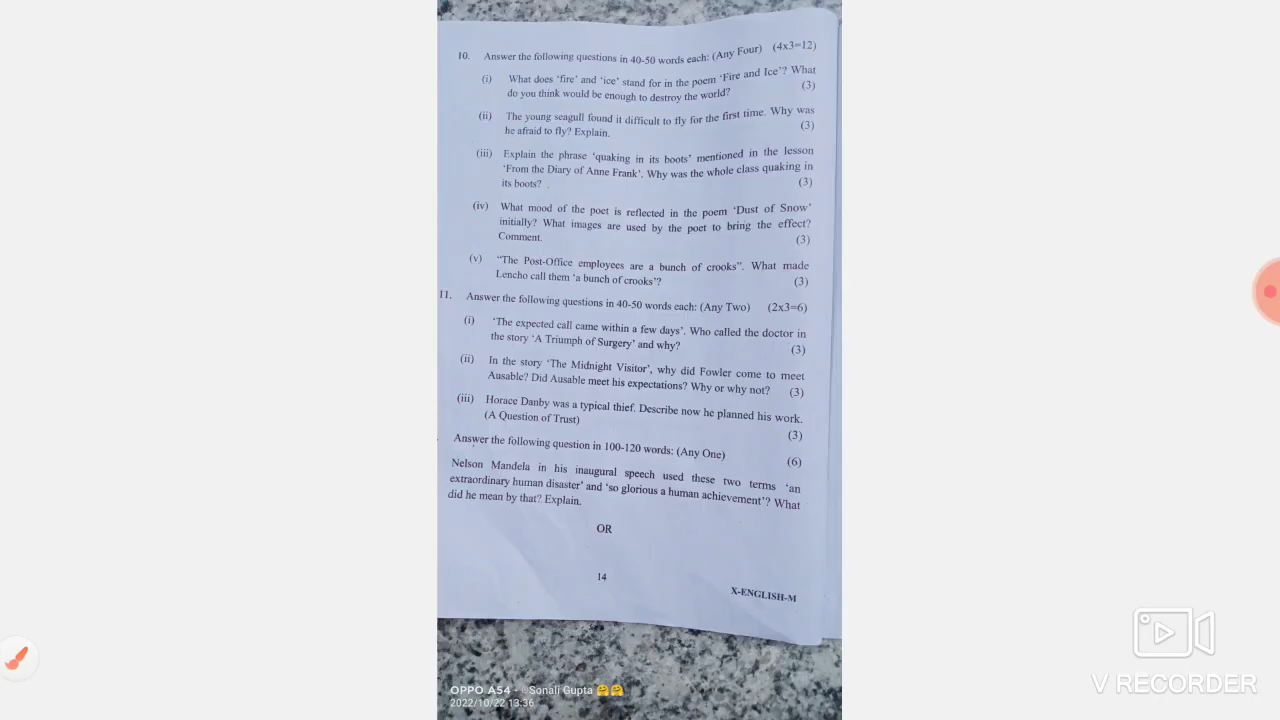 10. Answer the following questions in 40-50 words each: (Any Four) (4x3=12)
(i) What does 'fire' and 'ice' stand for in the poem 'Fire and Ice'? What
do you think would be enough to destroy the world? (3)
(ii) The young seagull found it difficult to fly for the first time. Why was
he afraid to fly? Explain. (3)
(iii) Explain the phrase 'quaking in its boots' mentioned in the lesson
'From the Diary of Anne Frank'. Why was the whole class quaking in
its boots? (3)
(iv) What mood of the poet is reflected in the poem 'Dust of Snow'
initially? What images are used by the poet to bring the effect?
Comment. (3)
(v) "The Post-Office employees are a bunch of crooks". What made
Lencho call them 'a bunch of crooks'? (3)
11. Answer the following questions in 40-50 words each: (Any Two) (2x3=6)
(i) 'The expected call came within a few days'. Who called the doctor in
the story 'A Triumph of Surgery' and why? (3)
(ii) In the story 'The Midnight Visitor', why did Fowler come to meet
Ausable? Did Ausable meet his expectations? Why or why not? (3)
(iii) Horace Danby was a typical thief. Describe now he planned his work.
(A Question of Trust) (3)
Answer the following question in 100-120 words: (Any One) (6)
Nelson Mandela in his inaugural speech used these two terms 'an
extraordinary human disaster' and 'so glorious a human achievement'? What
did he mean by that? Explain.
OR
14
X-ENGLISH-M
OPPO A54 · ©Sonali Gupta 🤗🤗
2022/10/22 13:36
V RECORDER